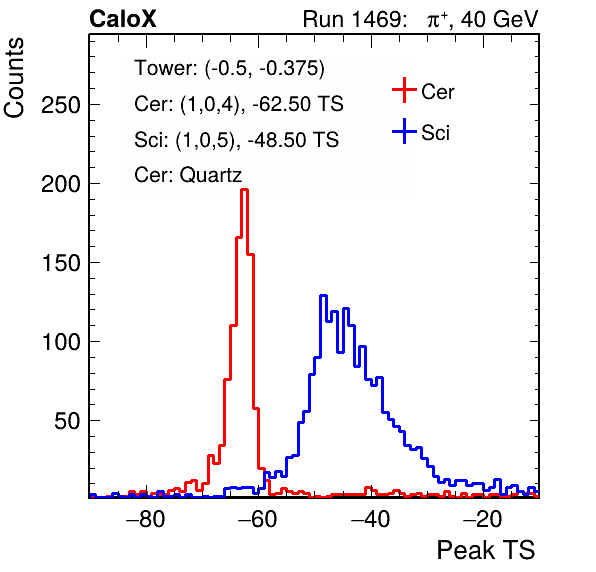 CaloX Run 1469: π⁺, 40 GeV
Counts
Tower: (-0.5, -0.375)
Cer: (1,0,4), -62.50 TS
Sci: (1,0,5), -48.50 TS
Cer: Quartz
Cer
Sci
250
200
150
100
50
−80 −60 −40 −20
Peak TS